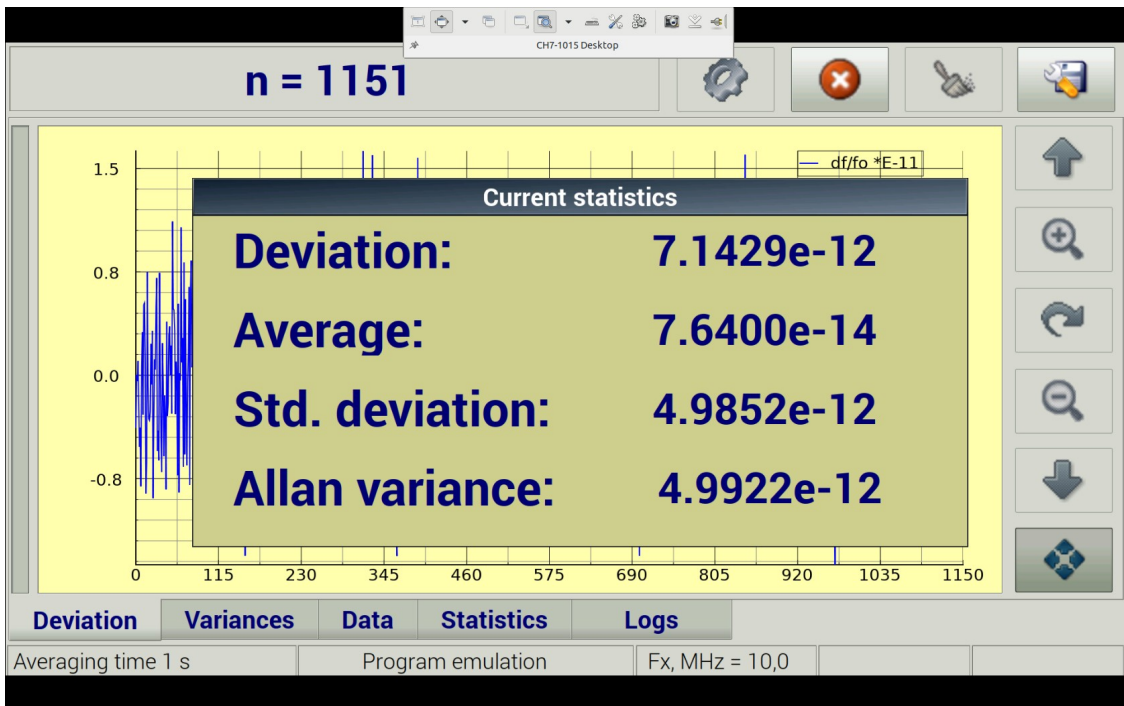 CH7-1015 Desktop
n = 1151
df/fo *E-11
1.5
0.8
0.0
-0.8
Current statistics
Deviation: 7.1429e-12
Average: 7.6400e-14
Std. deviation: 4.9852e-12
Allan variance: 4.9922e-12
0 115 230 345 460 575 690 805 920 1035 1150
Deviation Variances Data Statistics Logs
Averaging time 1 s Program emulation Fx, MHz = 10,0